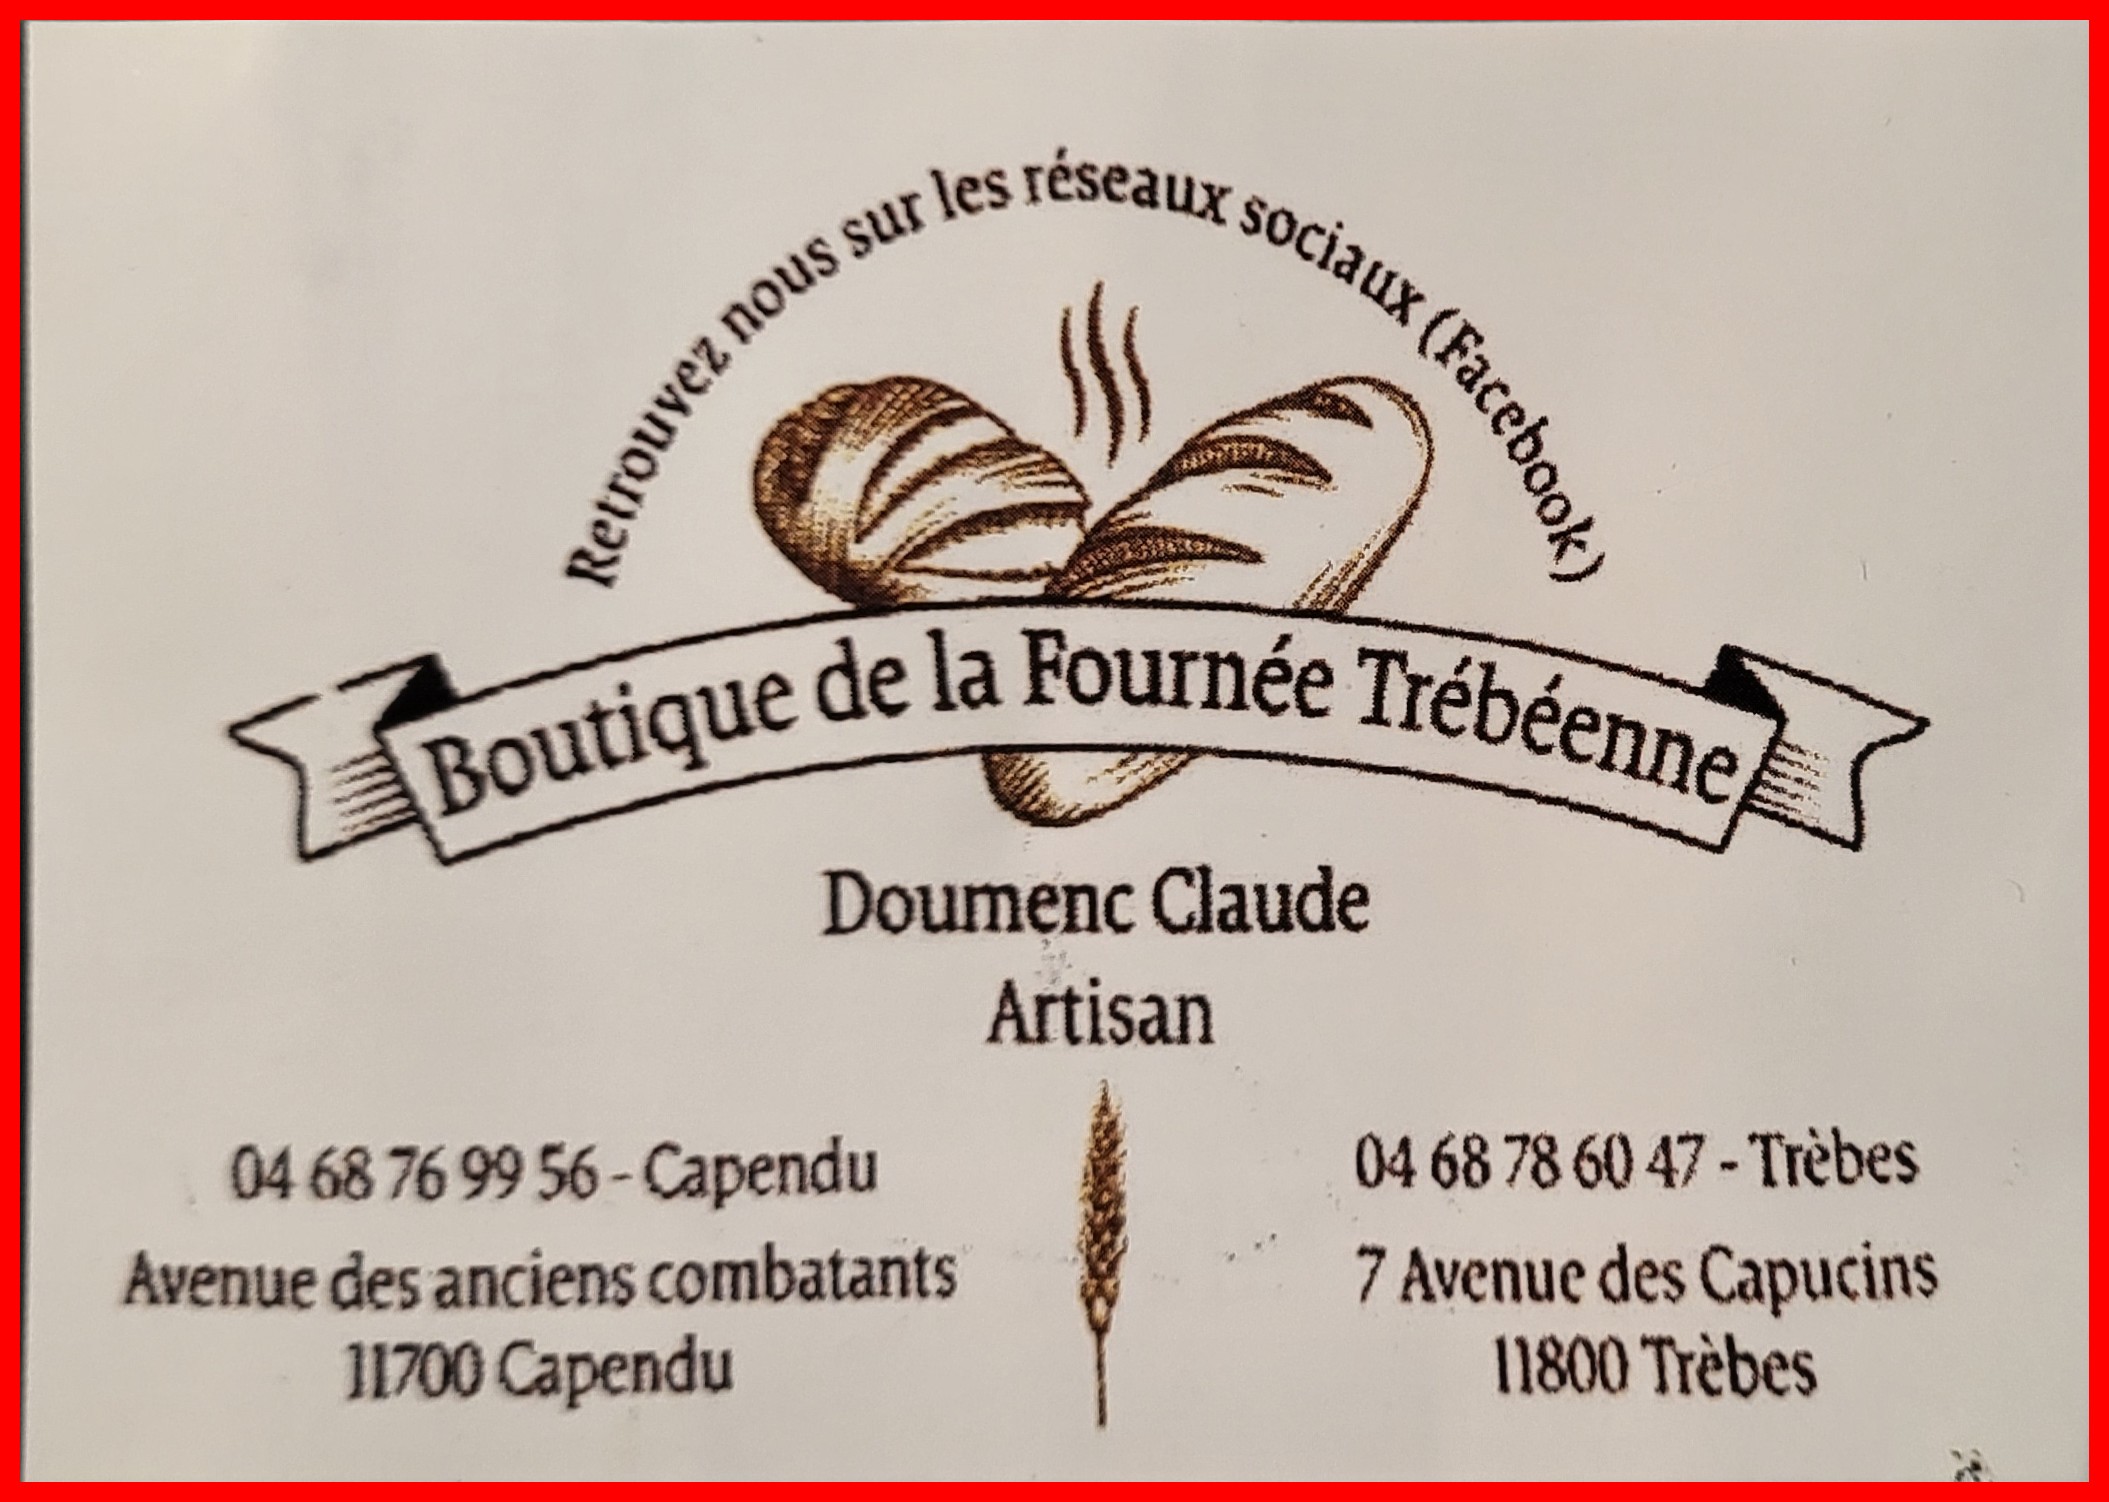 Retrouvez nous sur les réseaux sociaux (Facebook)
Boutique de la Fournée Trébéenne
Doumenc Claude
Artisan
04 68 76 99 56 - Capendu
Avenue des anciens combatants
11700 Capendu
04 68 78 60 47 - Trèbes
7 Avenue des Capucins
11800 Trèbes